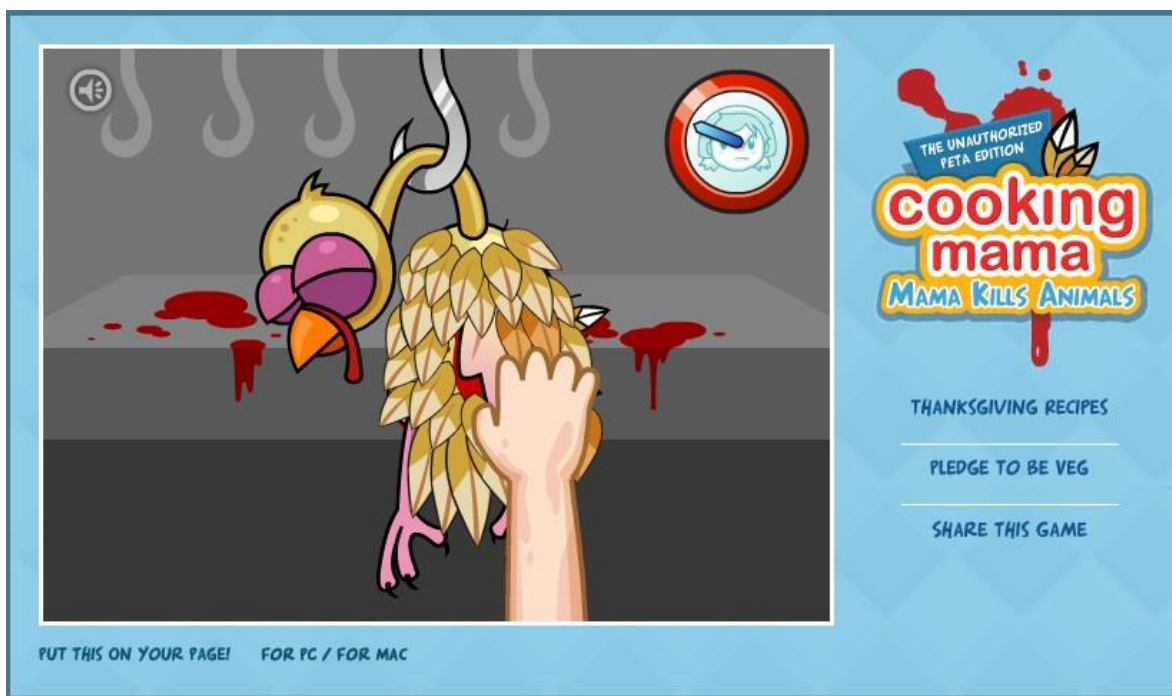 THE UNAUTHORIZED
PETA EDITION
cooking
mama
MAMA KILLS ANIMALS
THANKSGIVING RECIPES
PLEDGE TO BE VEG
SHARE THIS GAME
PUT THIS ON YOUR PAGE! FOR PC / FOR MAC